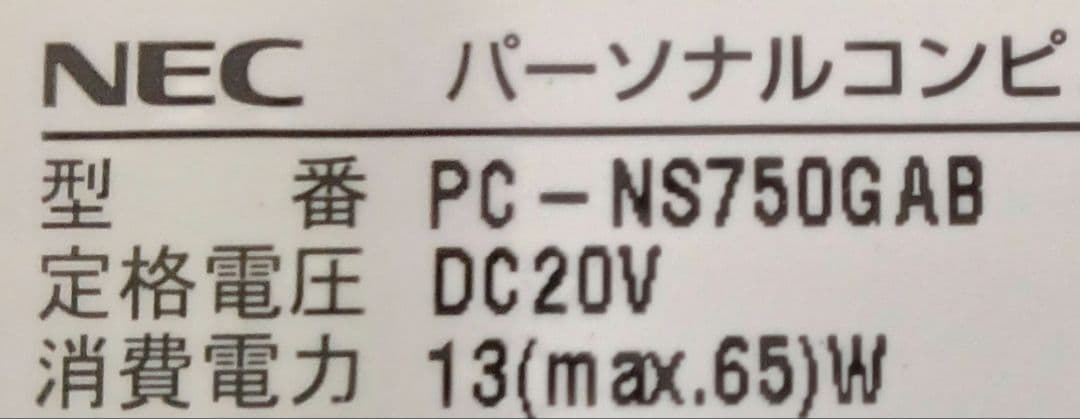 NEC パーソナルコンピ
型番 PC-NS750GAB
定格電圧 DC20V
消費電力 13(max.65)W